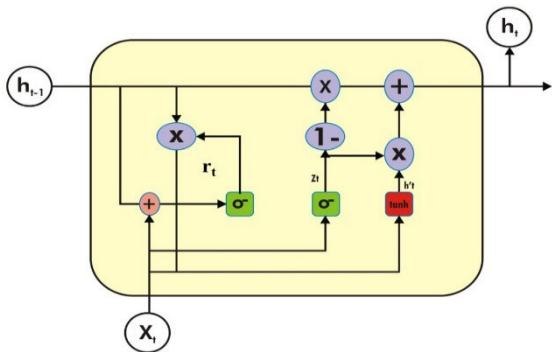 hₜ
hₜ₋₁
x
+
x
1-
x
rₜ
Zt
h't
+
σ
σ
tanh
Xₜ